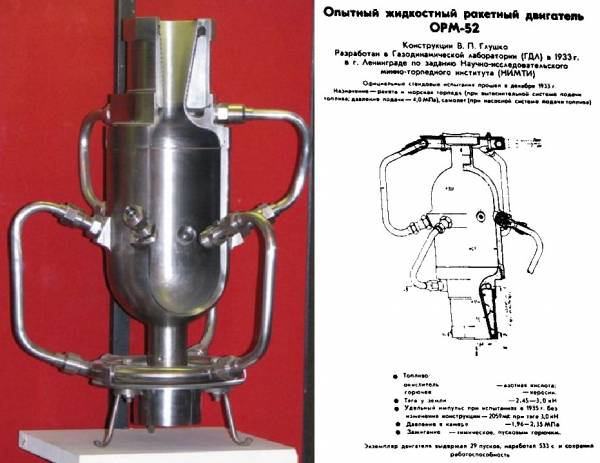 Опытный жидкостный ракетный двигатель
ОРМ-52
Конструкции В. П. Глушко
Разработан в Газодинамической лаборатории (ГДЛ) в 1933 г.
в г. Ленинграде по заданию Научно-исследовательского
минно-торпедного института (НИМТИ)
Официальные стендовые испытания прошел в декабре 1933 г.
Назначение — ракета и морская торпеда (при вытеснительной системе подачи
топлива; давление подачи — 4,0 МПа), самолет (при насосной системе подачи топлива)
Топливо:
окислитель — азотная кислота;
горючее — керосин.
Тяга у земли — 2,45—3,0 кН
Удельный импульс при испытаниях в 1935 г. без
изменения конструкции — 2059 м/с при тяге 3,0 кН
Давление в камере — 1,96—2,35 МПа
Зажигание — химическое, пусковым горючим.
Экземпляр двигателя выдержал 29 пусков, наработал 533 с и сохранил
работоспособность